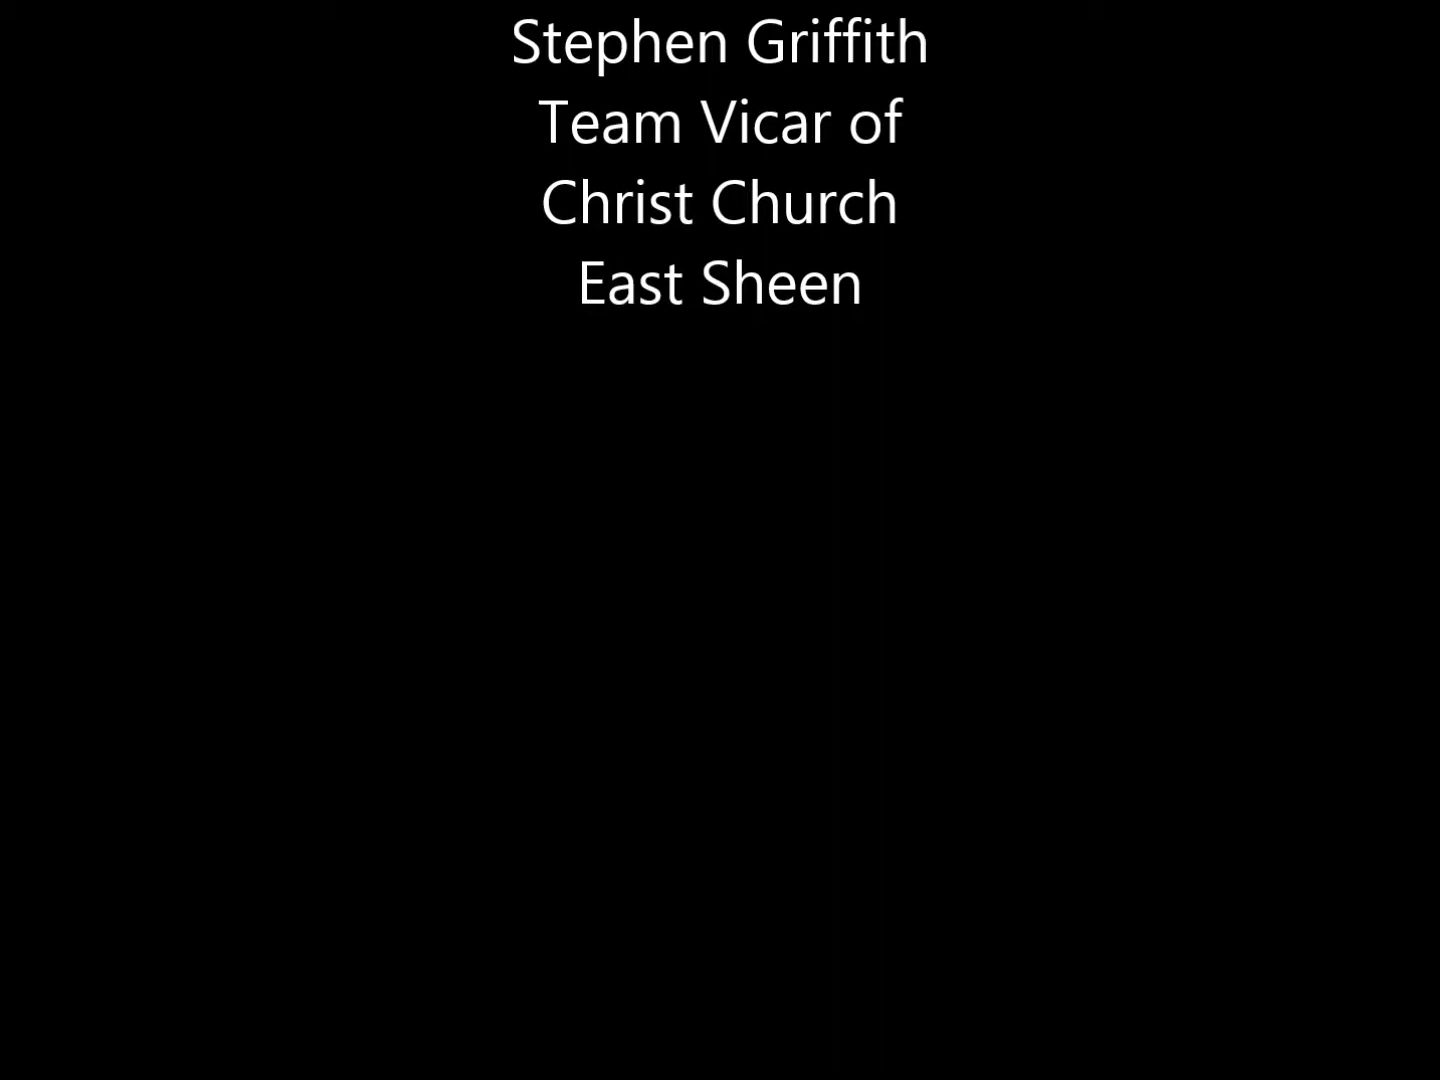 Stephen Griffith
Team Vicar of
Christ Church
East Sheen